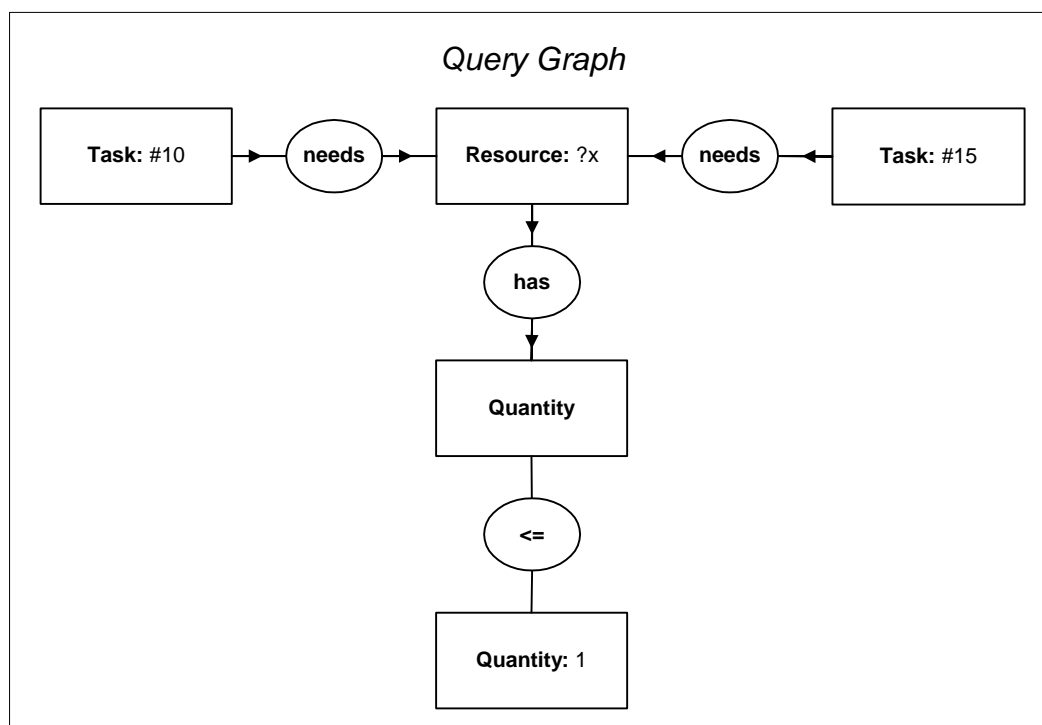 Query Graph
Task: #10
needs
Resource: ?x
needs
Task: #15
has
Quantity
<=
Quantity: 1